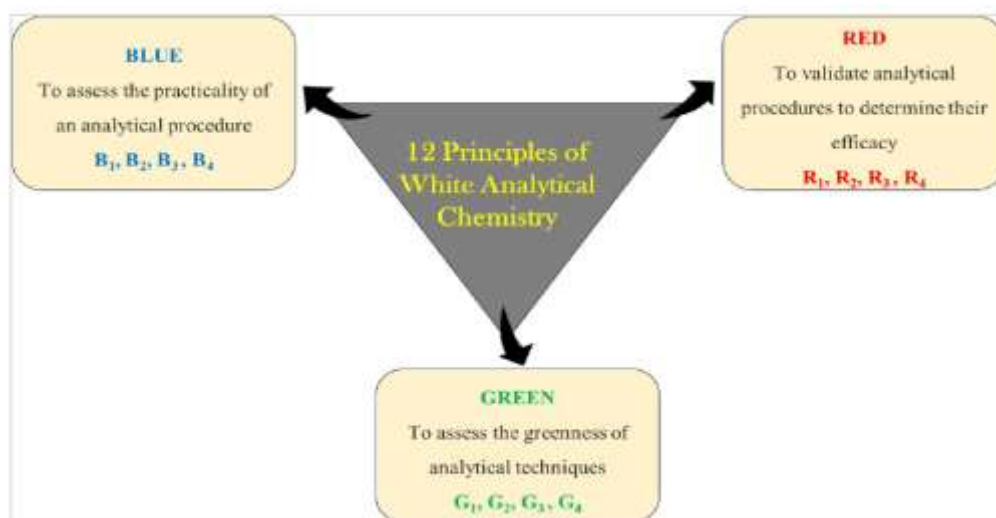 BLUE
To assess the practicality of
an analytical procedure
B₁, B₂, B₃, B₄
RED
To validate analytical
procedures to determine their
efficacy
R₁, R₂, R₃, R₄
12 Principles of
White Analytical
Chemistry
GREEN
To assess the greenness of
analytical techniques
G₁, G₂, G₃, G₄